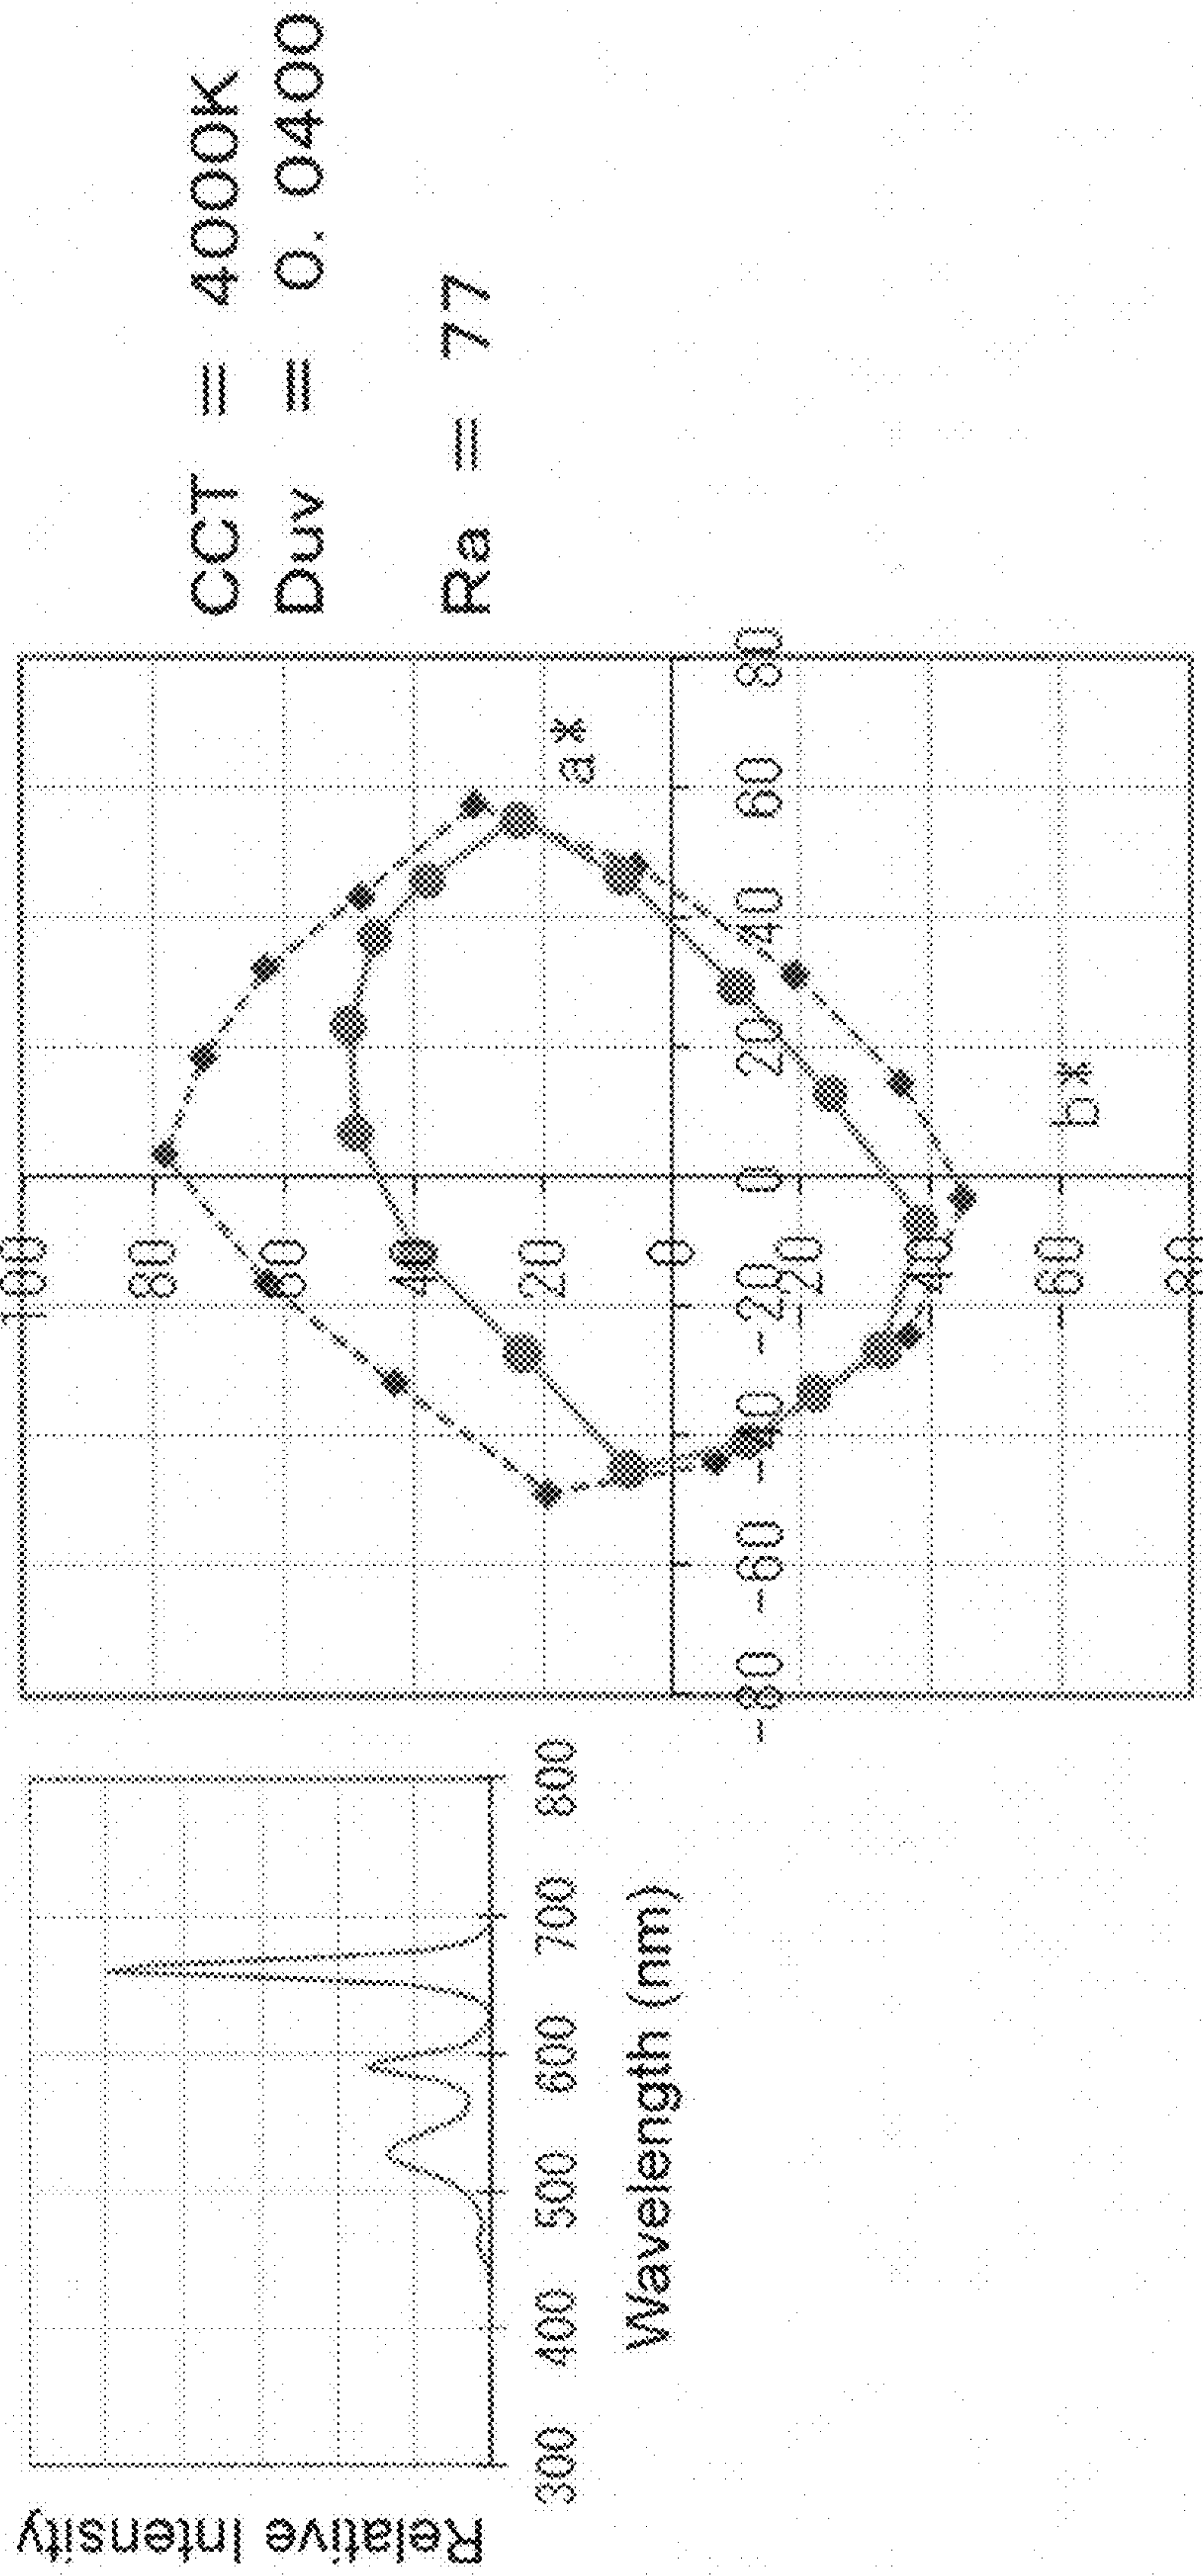 Relative Intensity
300 400 500 600 700 800
Wavelength (nm)
100
80
60
40
20
0
-20
-40
-60
-80 -60 -40 -20 0 20 40 60 80
a*
b*
CCT = 4000K
Duv = 0.0400
Ra = 77